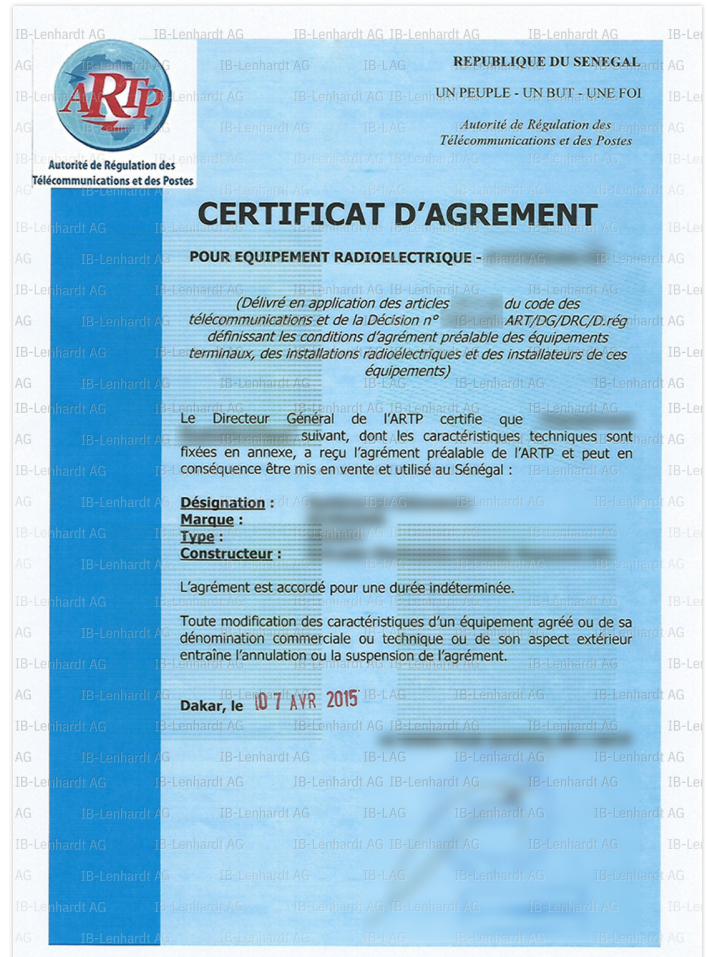 ARTP
Autorité de Régulation des
Télécommunications et des Postes
REPUBLIQUE DU SENEGAL
UN PEUPLE - UN BUT - UNE FOI
Autorité de Régulation des
Télécommunications et des Postes
CERTIFICAT D'AGREMENT
POUR EQUIPEMENT RADIOELECTRIQUE -
(Délivré en application des articles du code des
télécommunications et de la Décision n° ART/DG/DRC/D.rég
définissant les conditions d'agrément préalable des équipements
terminaux, des installations radioélectriques et des installateurs de ces
équipements)
Le Directeur Général de l'ARTP certifie que
suivant, dont les caractéristiques techniques sont
fixées en annexe, a reçu l'agrément préalable de l'ARTP et peut en
conséquence être mis en vente et utilisé au Sénégal :
Désignation :
Marque :
Type :
Constructeur :
L'agrément est accordé pour une durée indéterminée.
Toute modification des caractéristiques d'un équipement agréé ou de sa
dénomination commerciale ou technique ou de son aspect extérieur
entraîne l'annulation ou la suspension de l'agrément.
Dakar, le 07 AVR 2015
IB-Lenhardt AG